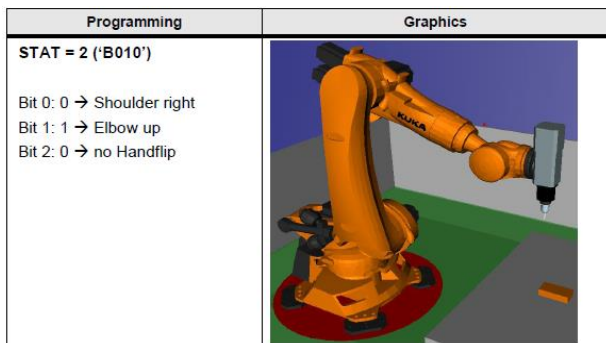 Programming
Graphics
STAT = 2 ('B010')
Bit 0: 0 → Shoulder right
Bit 1: 1 → Elbow up
Bit 2: 0 → no Handflip
KUKA